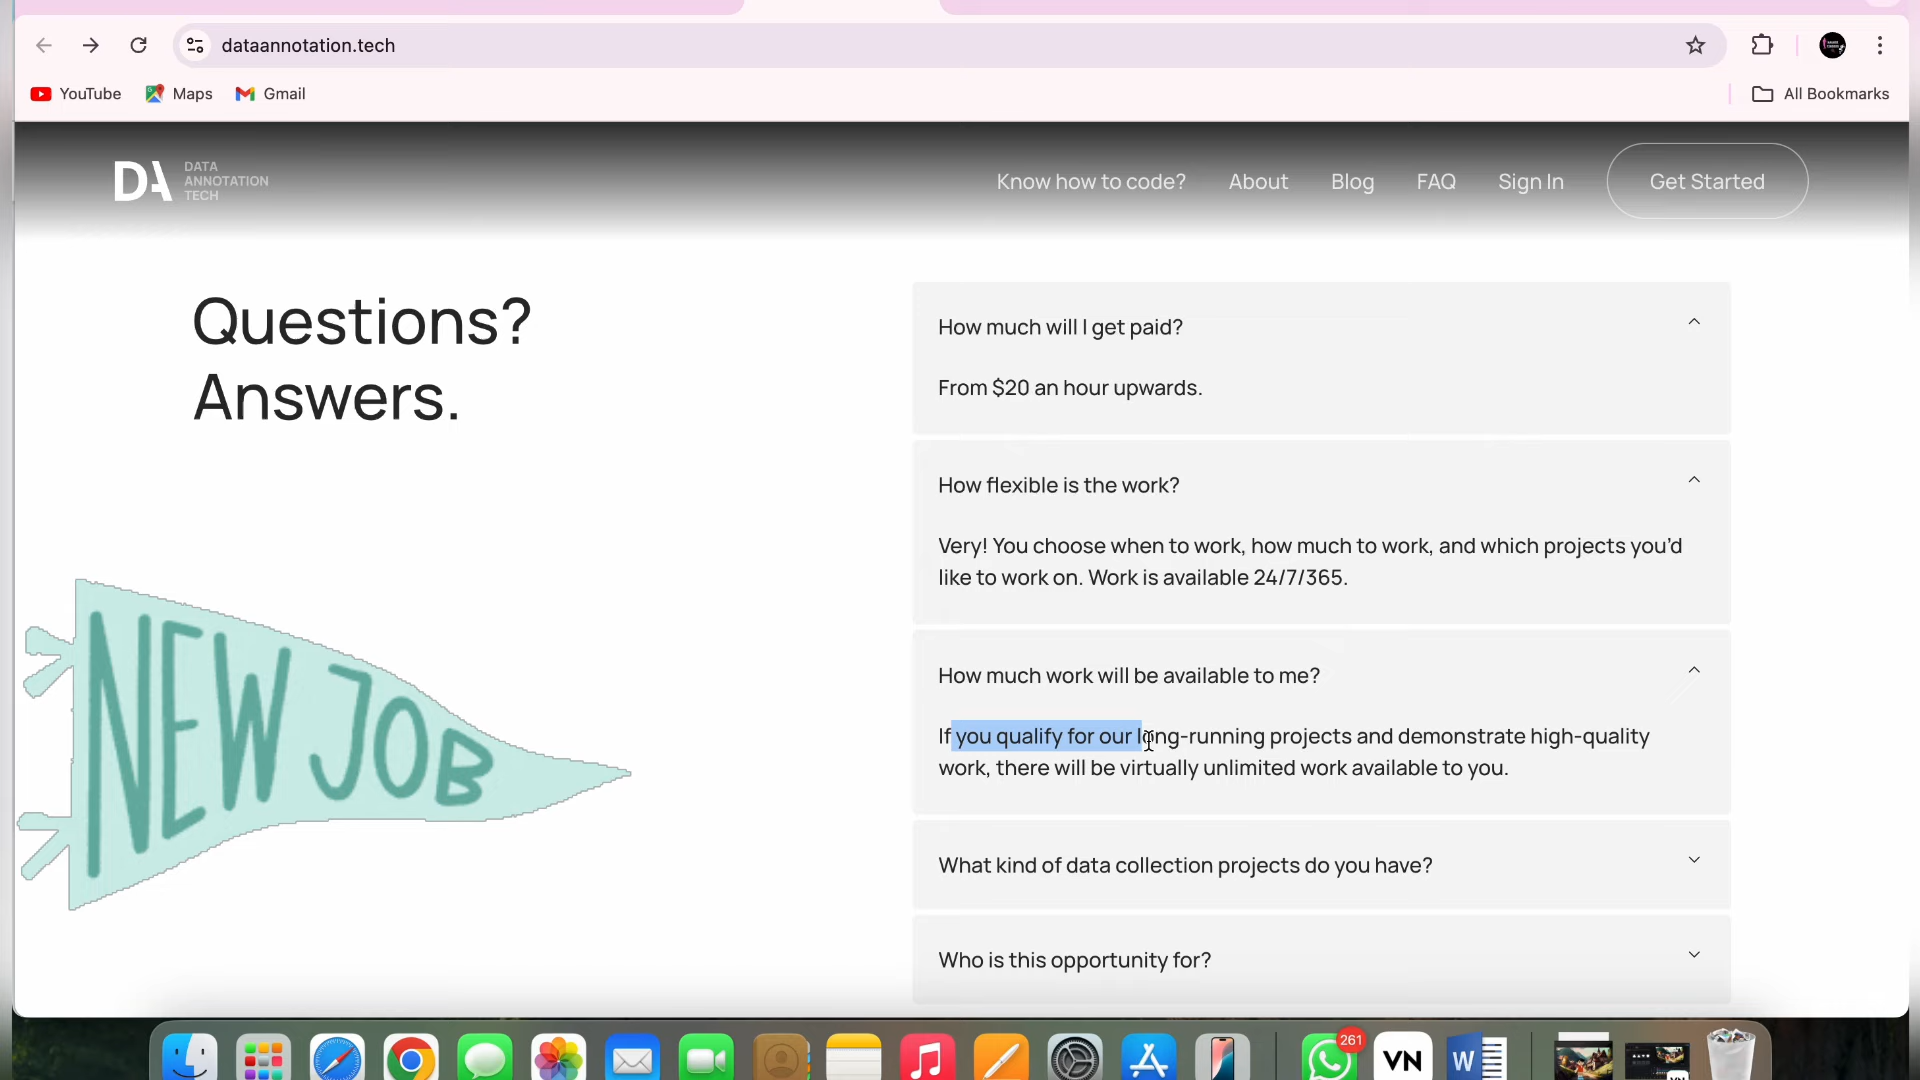 dataannotation.tech
YouTube
Maps
Gmail
All Bookmarks
DA
DATA
ANNOTATION
TECH
Know how to code?
About
Blog
FAQ
Sign In
Get Started
Questions?
Answers.
How much will I get paid?
From $20 an hour upwards.
How flexible is the work?
Very! You choose when to work, how much to work, and which projects you’d
like to work on. Work is available 24/7/365.
How much work will be available to me?
If you qualify for our long-running projects and demonstrate high-quality
work, there will be virtually unlimited work available to you.
What kind of data collection projects do you have?
Who is this opportunity for?
NEW JOB
261
VN
W